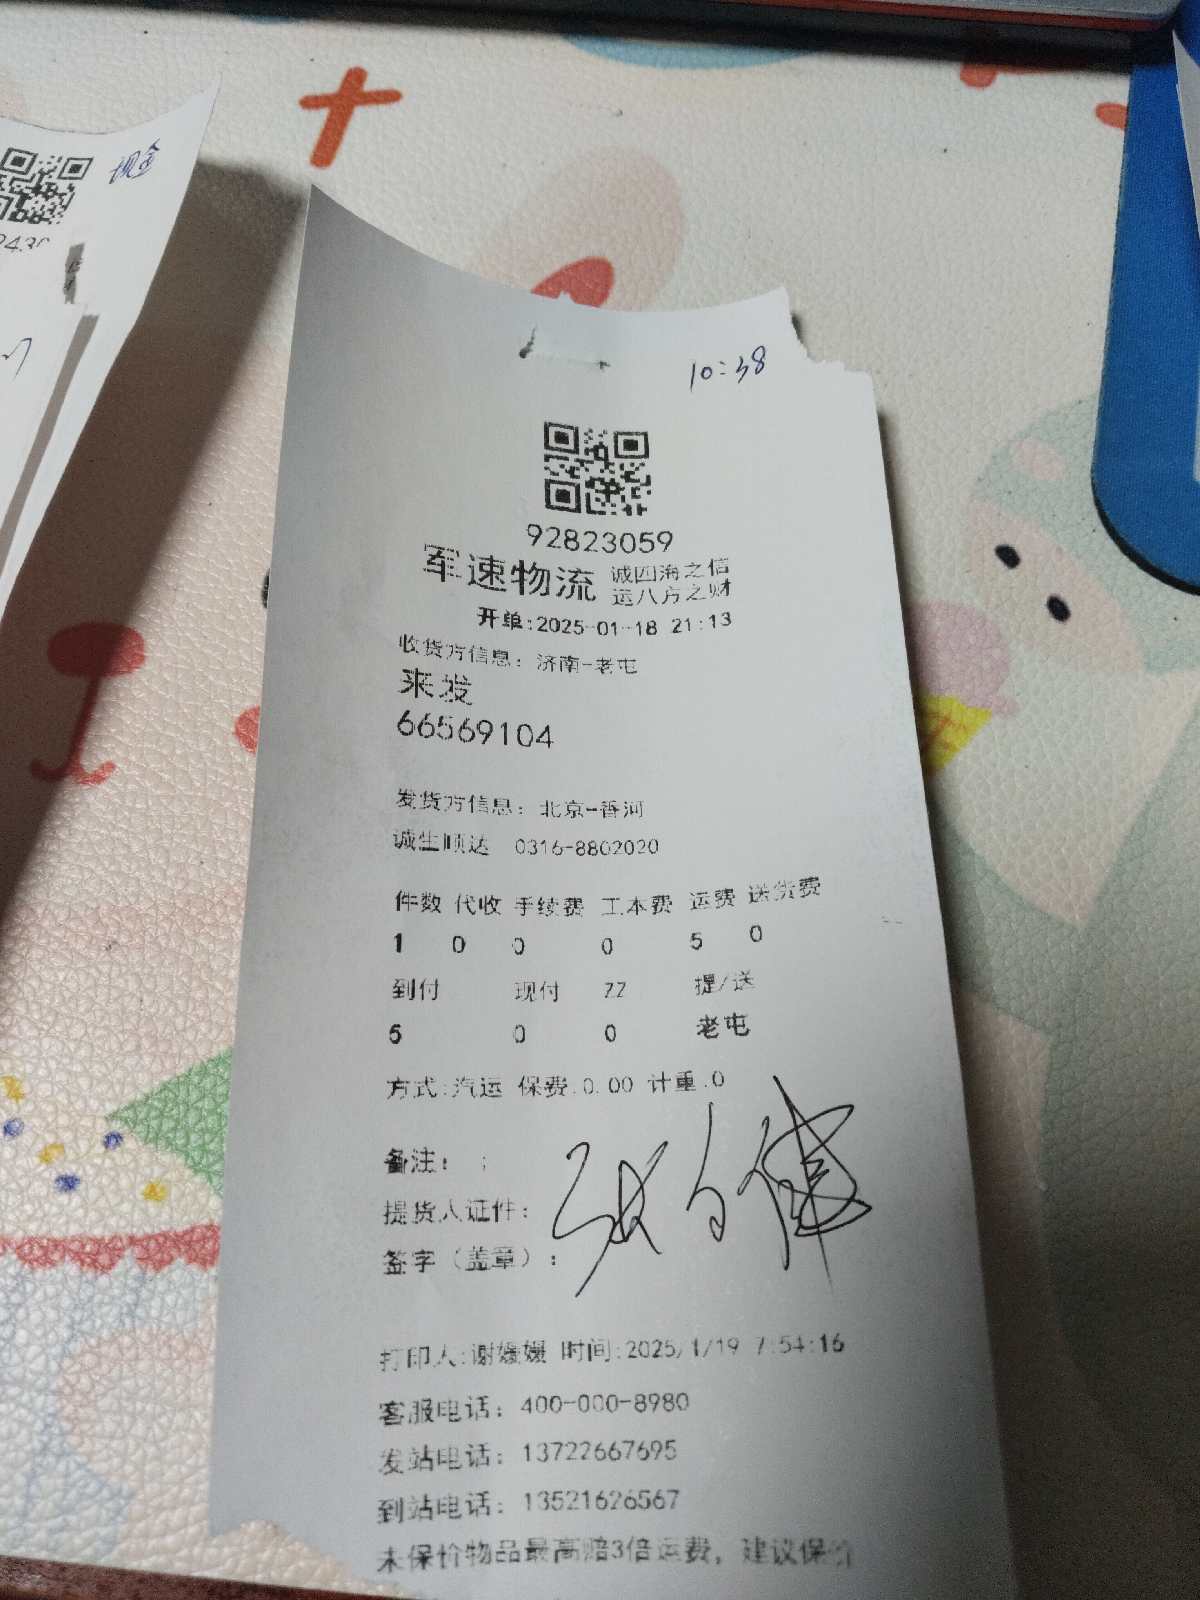 现金
10:38
92823059
军速物流 诚四海之信
运八方之财
开单:2025-01-18 21:13
收货方信息: 济南-老屯
来发
66569104
发货方信息: 北京-香河
诚生顺达 0316-8802020
件数 代收 手续费 工本费 运费 送货费
1 0 0 0 5 0
到付 现付 ZZ 提/送
5 0 0 老屯
方式:汽运 保费:0.00 计重:0
备注: ;
提货人证件:
签字(盖章):
打印人:谢媛媛 时间:2025/1/19 7:54:16
客服电话: 400-000-8980
发站电话: 13722667695
到站电话: 13521626567
未保价物品最高赔3倍运费, 建议保价